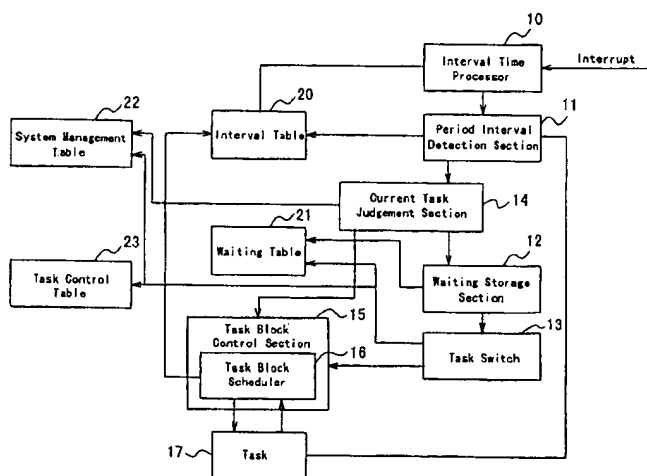 10
Interval Time
Processor
Interrupt
22
20
11
System Management
Table
Interval Table
Period Interval
Detection Section
21
Current Task
Judgement Section
14
23
Waiting Table
12
Task Control
Table
Waiting Storage
Section
15
13
Task Block
Control Section
16
Task Block
Scheduler
Task Switch
17
Task